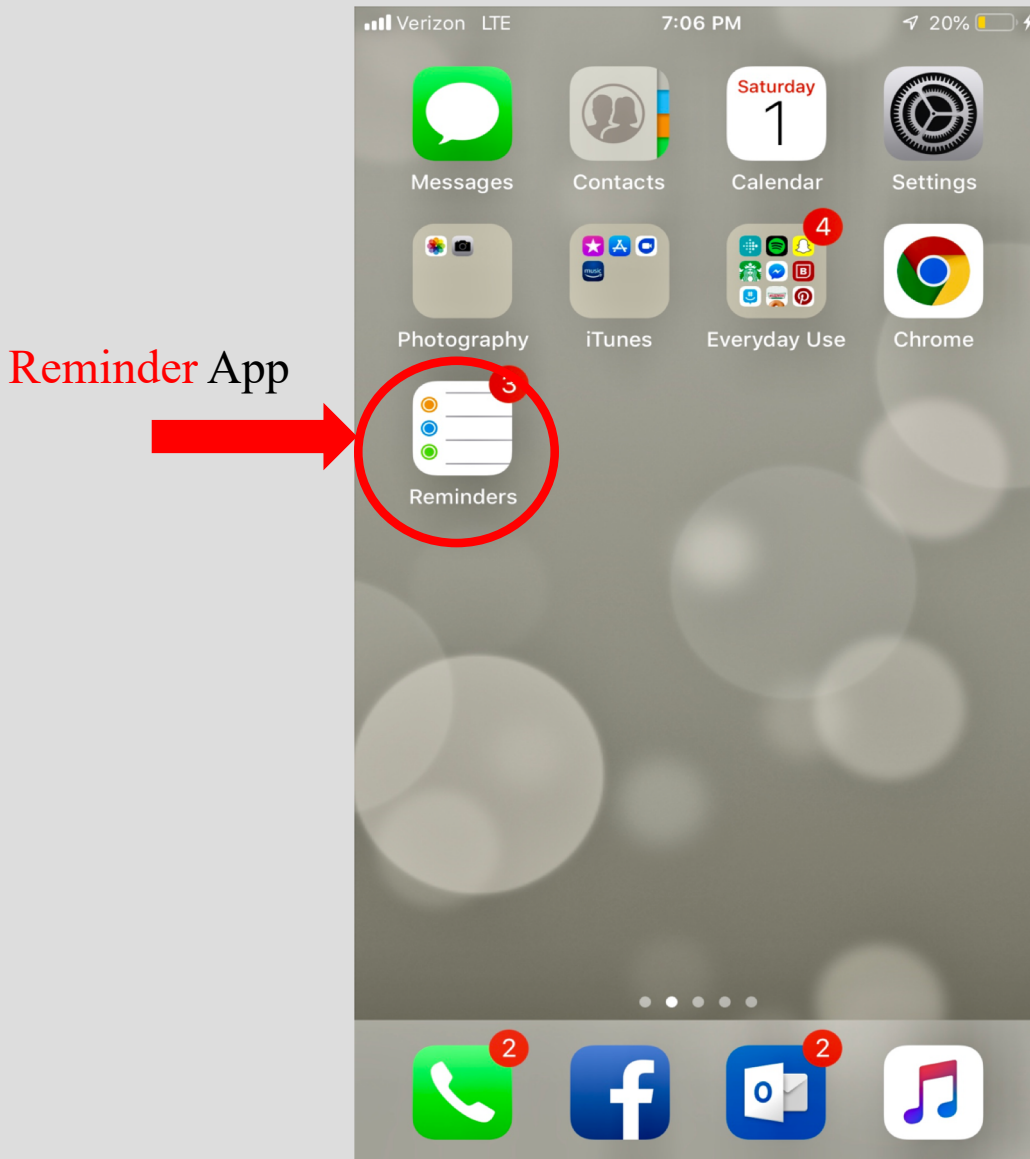 Verizon LTE 7:06 PM 20%
Saturday
1
Messages Contacts Calendar Settings
4
Photography iTunes Everyday Use Chrome
Reminder App
3
Reminders
2 2